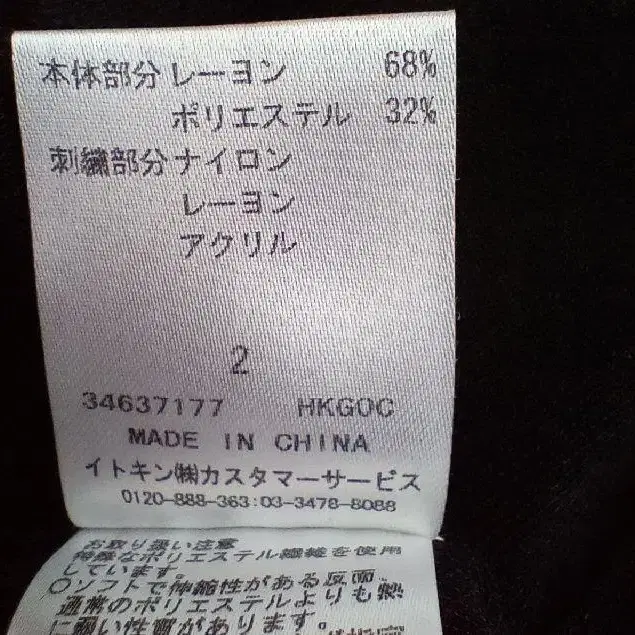 本体部分 レーヨン 68%
ポリエステル 32%
刺繍部分 ナイロン
レーヨン
アクリル
2
34637177 HKGOC
MADE IN CHINA
イトキン㈱カスタマーサービス
0120-888-363:03-3478-8088
お取り扱い注意
特殊なポリエステル繊維を使用
しています。
○ソフトで伸縮性がある反面、
通常のポリエステルよりも熱
に弱い性質があります。